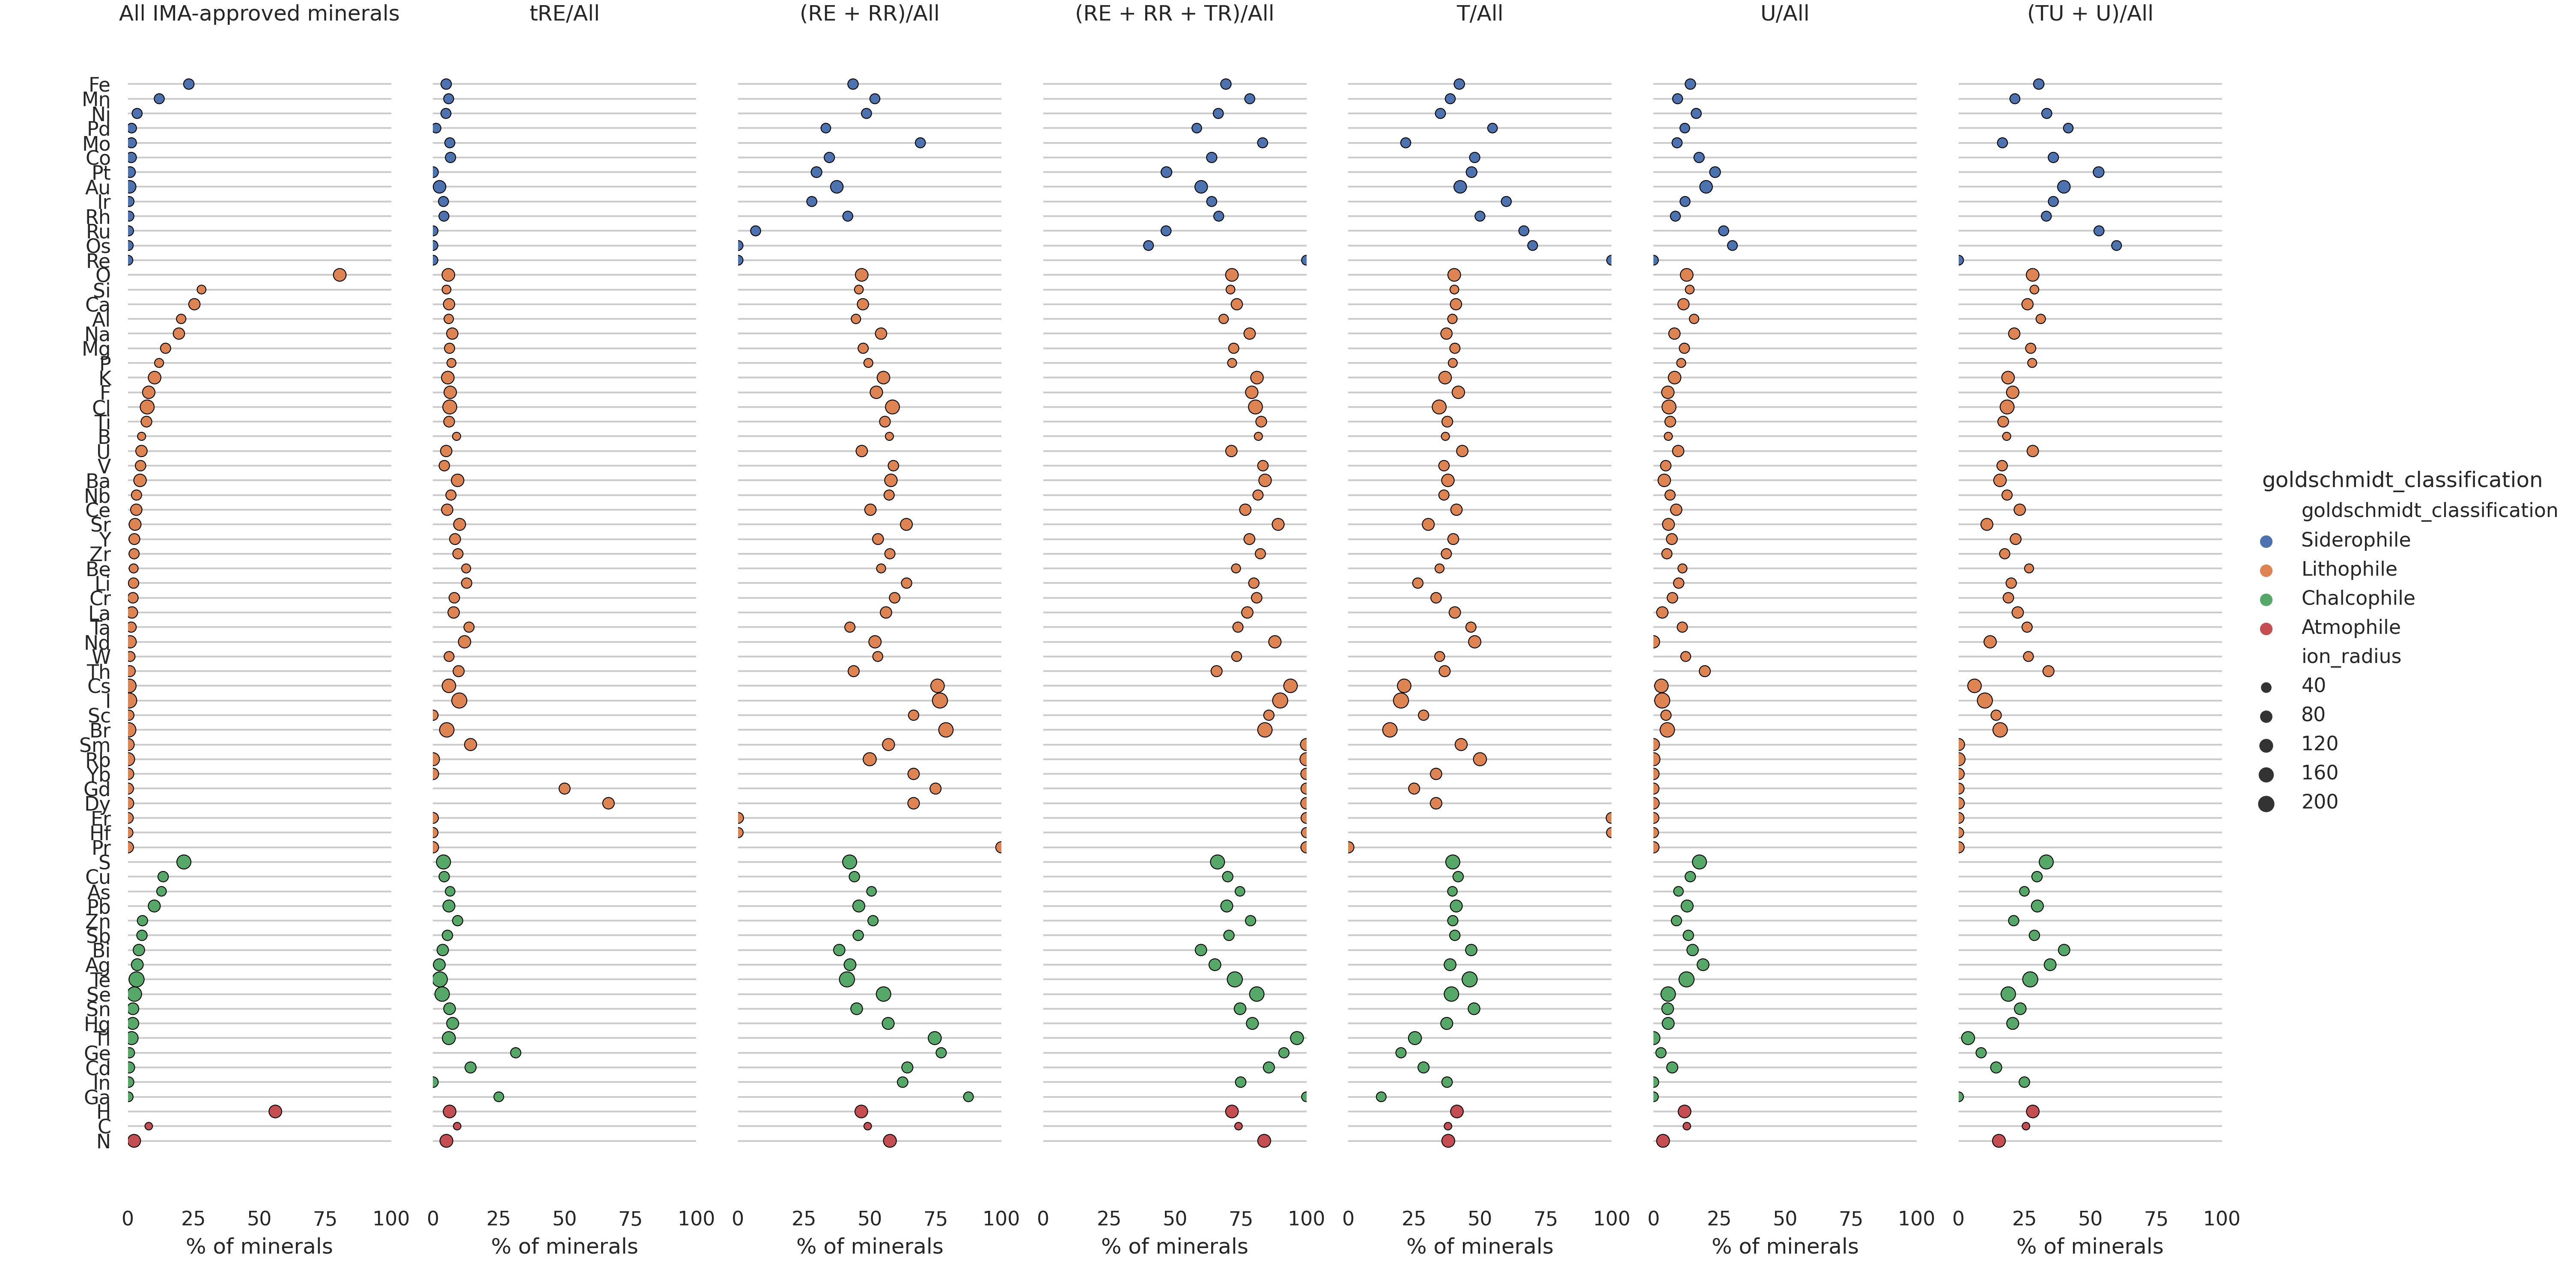 All IMA-approved minerals
tRE/All
(RE + RR)/All
(RE + RR + TR)/All
T/All
U/All
(TU + U)/All
Fe
Mn
Ni
Pd
Mo
Co
Pt
Au
Ir
Rh
Ru
Os
Re
O
Si
Ca
Al
Na
Mg
P
K
F
Cl
Ti
B
U
V
Ba
Nb
Ce
Sr
Y
Zr
Be
Li
Cr
La
Ta
Nd
W
Th
Cs
I
Sc
Br
Sm
Rb
Yb
Gd
Dy
Er
Hf
Pr
S
Cu
As
Pb
Zn
Sb
Bi
Ag
Te
Se
Sn
Hg
Tl
Ge
Cd
In
Ga
H
C
N
0 25 50 75 100
% of minerals
0 25 50 75 100
% of minerals
0 25 50 75 100
% of minerals
0 25 50 75 100
% of minerals
0 25 50 75 100
% of minerals
0 25 50 75 100
% of minerals
0 25 50 75 100
% of minerals
goldschmidt_classification
goldschmidt_classification
Siderophile
Lithophile
Chalcophile
Atmophile
ion_radius
40
80
120
160
200